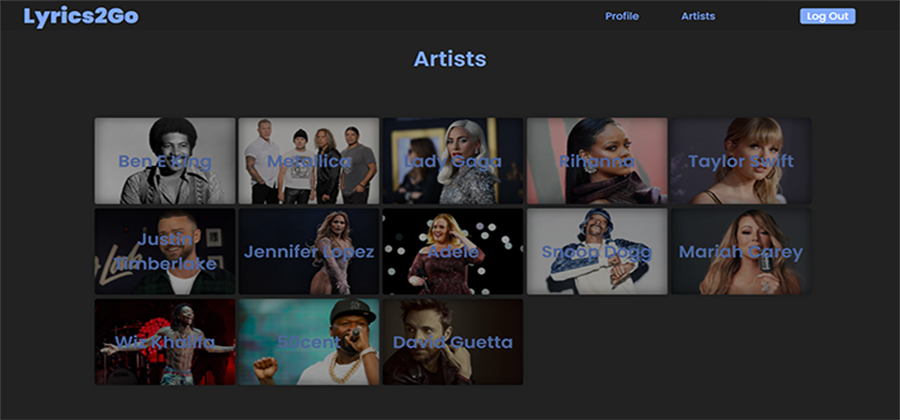 Lyrics2Go
Profile
Artists
Log Out
Artists
Ben E King
Metallica
Lady Gaga
Rihanna
Taylor Swift
Justin
Timberlake
Jennifer Lopez
Adele
Snoop Dogg
Mariah Carey
Wiz Khalifa
50cent
David Guetta